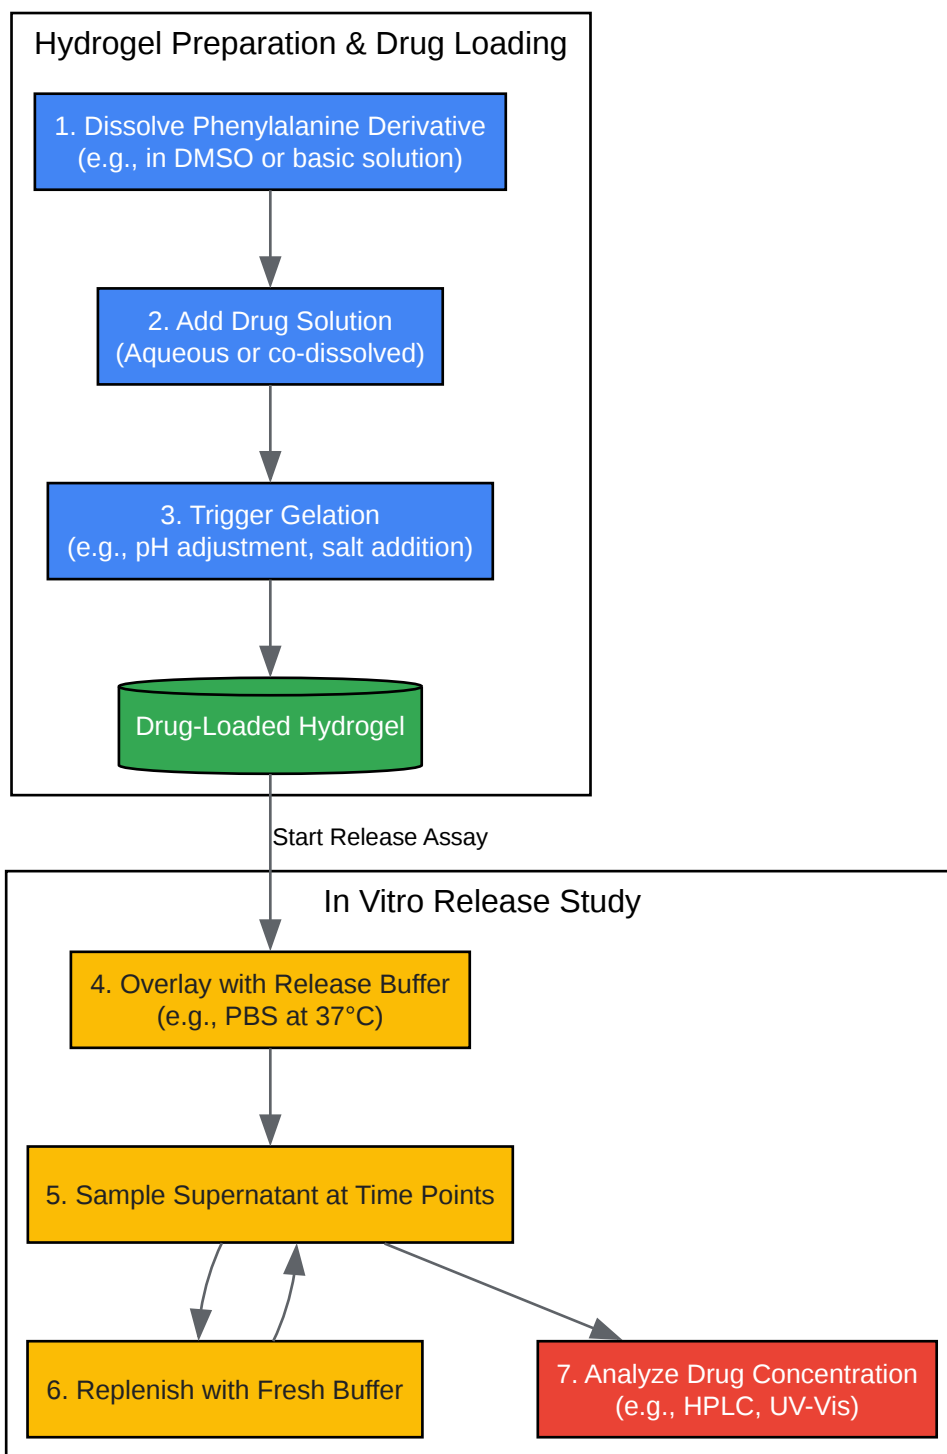 Hydrogel Preparation & Drug Loading
1. Dissolve Phenylalanine Derivative
(e.g., in DMSO or basic solution)
2. Add Drug Solution
(Aqueous or co-dissolved)
3. Trigger Gelation
(e.g., pH adjustment, salt addition)
Drug-Loaded Hydrogel
Start Release Assay
In Vitro Release Study
4. Overlay with Release Buffer
(e.g., PBS at 37°C)
5. Sample Supernatant at Time Points
6. Replenish with Fresh Buffer
7. Analyze Drug Concentration
(e.g., HPLC, UV-Vis)